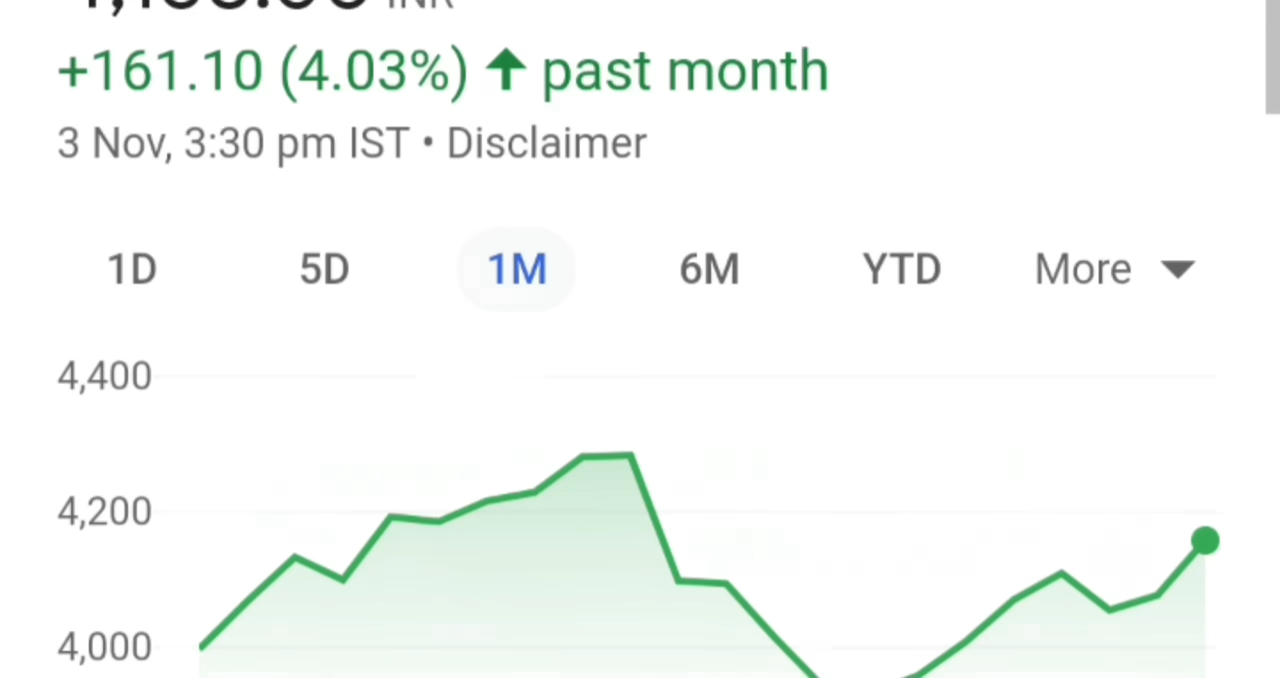 INR
+161.10 (4.03%) ↑ past month
3 Nov, 3:30 pm IST • Disclaimer
1D 5D 1M 6M YTD More
4,400
4,200
4,000